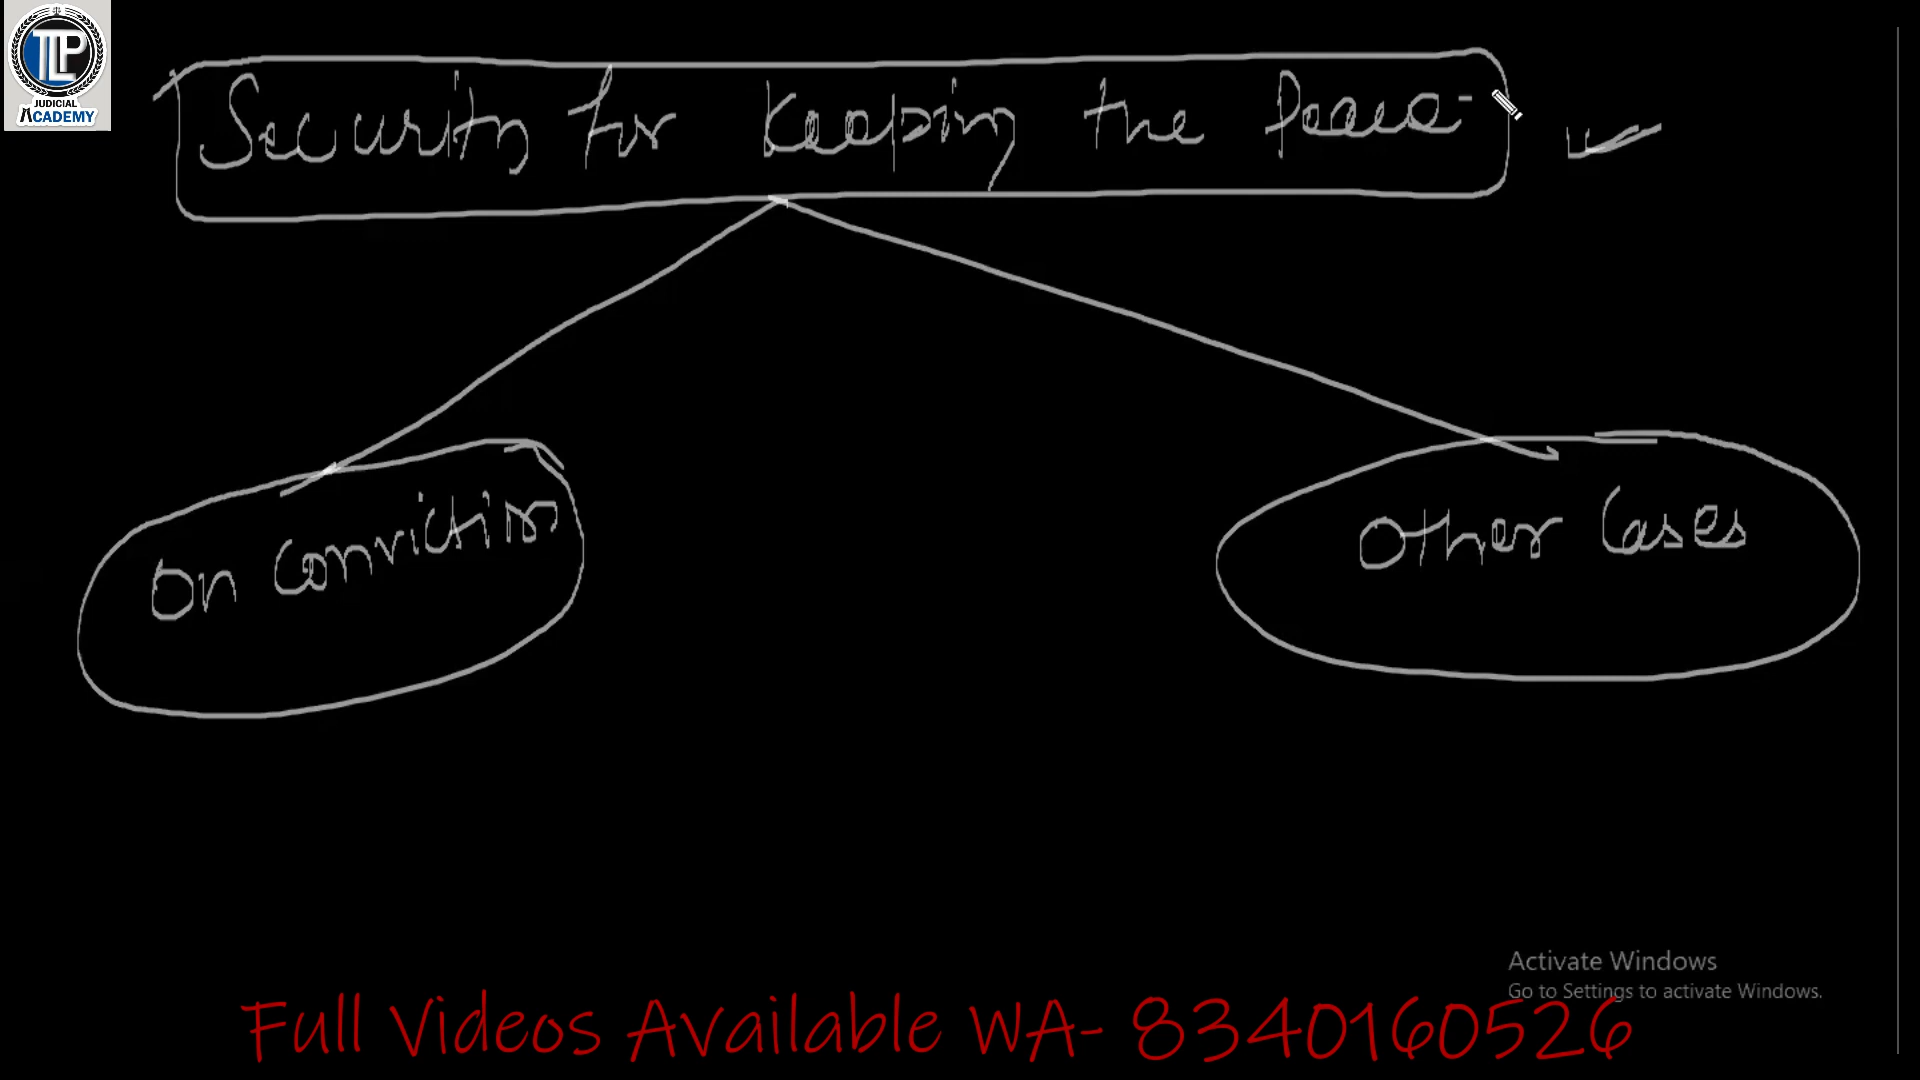 TLP
JUDICIAL
ACADEMY
Security for Keeping the Peace
On Conviction
Other Cases
Activate Windows
Go to Settings to activate Windows.
Full Videos Available WA- 8340160526